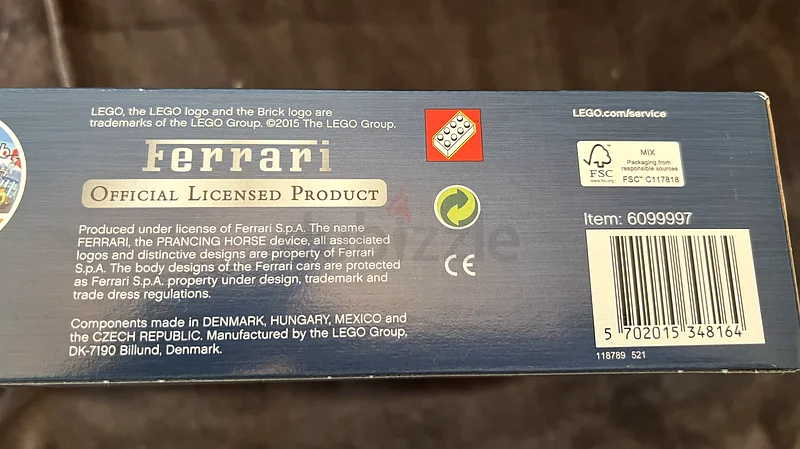 LEGO, the LEGO logo and the Brick logo are
trademarks of the LEGO Group. ©2015 The LEGO Group.
Ferrari
OFFICIAL LICENSED PRODUCT
Produced under license of Ferrari S.p.A. The name
FERRARI, the PRANCING HORSE device, all associated
logos and distinctive designs are property of Ferrari
S.p.A. The body designs of the Ferrari cars are protected
as Ferrari S.p.A. property under design, trademark and
trade dress regulations.
Components made in DENMARK, HUNGARY, MEXICO and
the CZECH REPUBLIC. Manufactured by the LEGO Group,
DK-7190 Billund, Denmark.
CE
LEGO.com/service
FSC
www.fsc.org
MIX
Packaging from
responsible sources
FSC™ C117818
Item: 6099997
5 702015 348164
118789 521